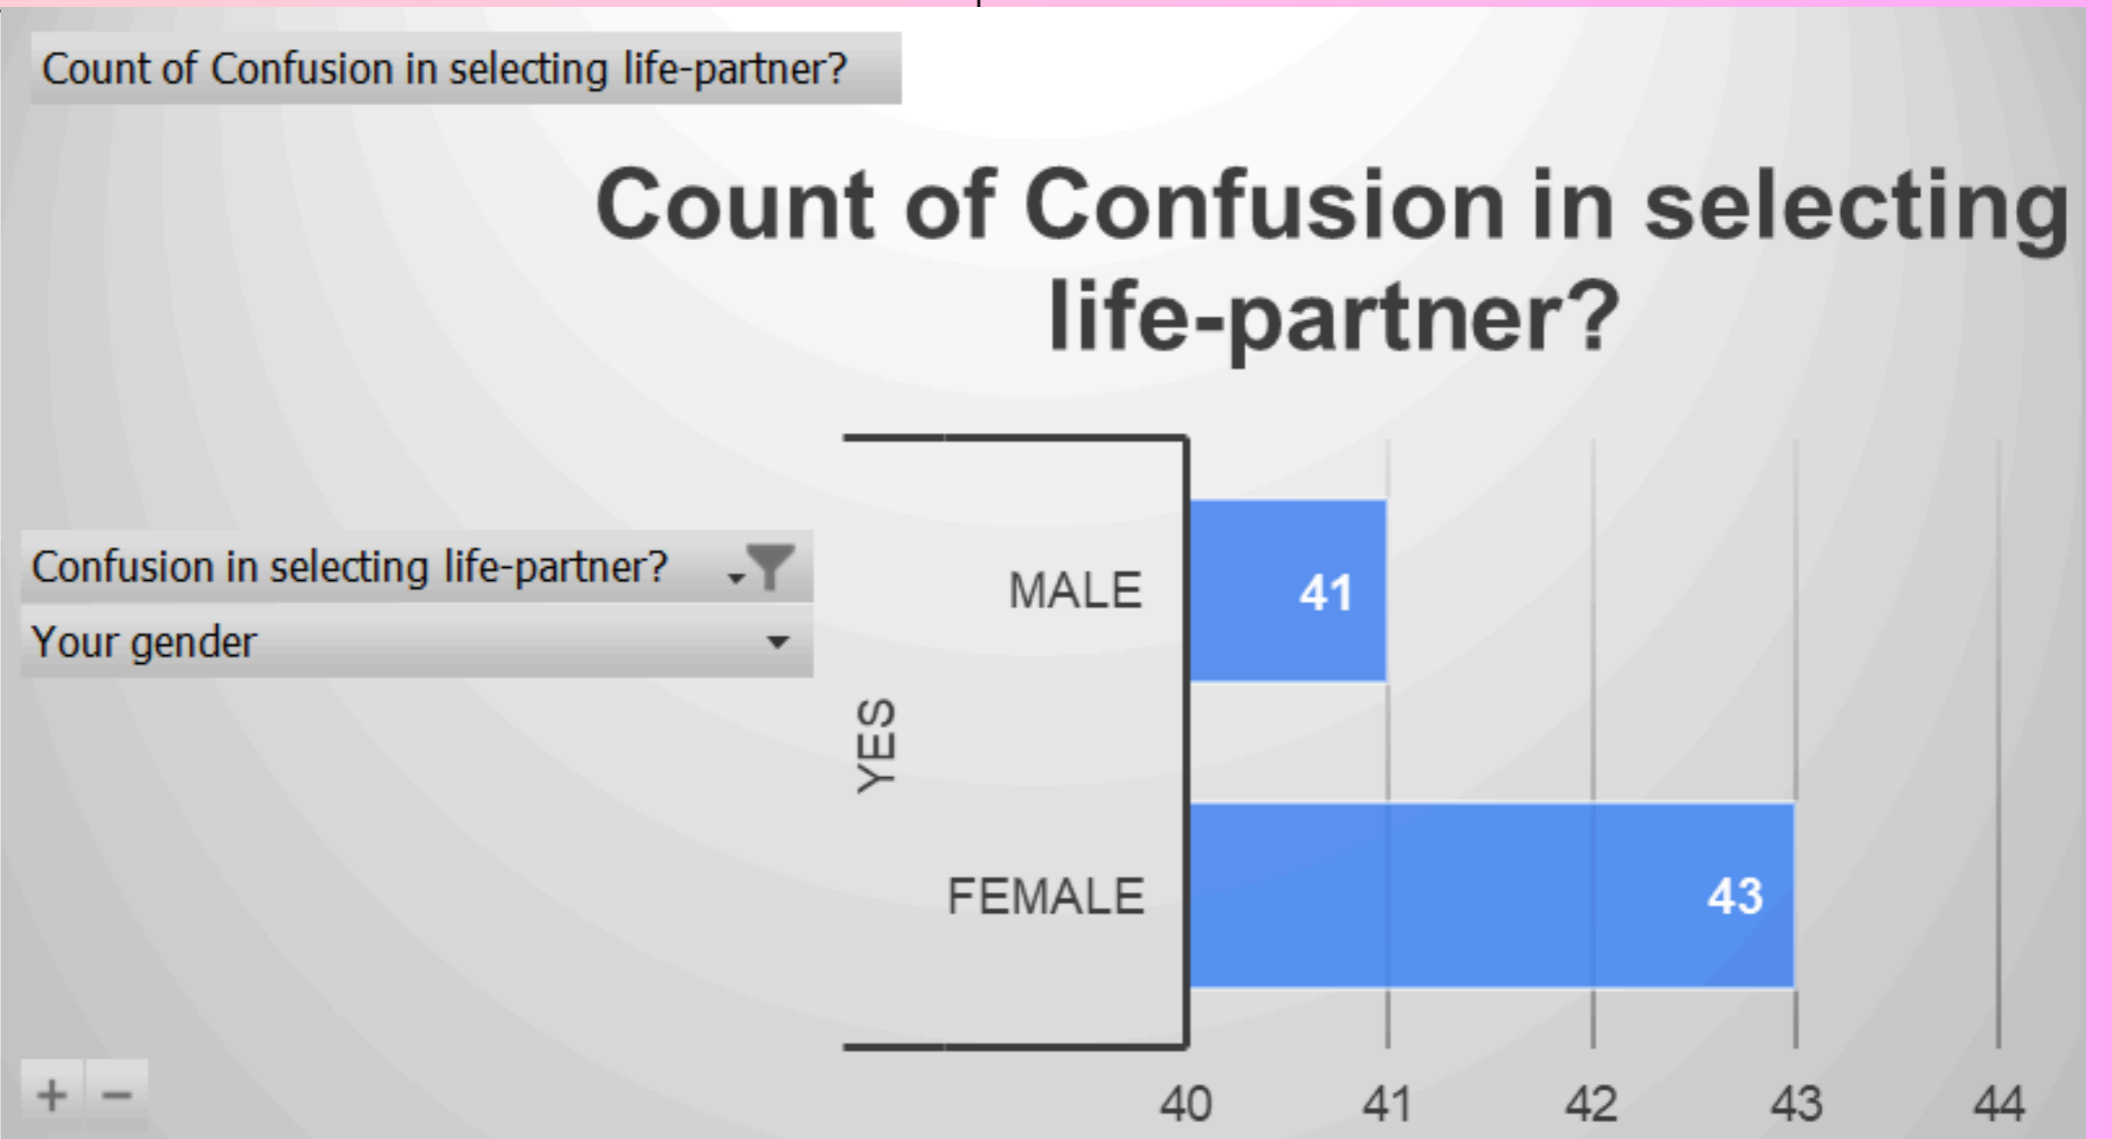 Count of Confusion in selecting life-partner?
Count of Confusion in selecting
life-partner?
Confusion in selecting life-partner?
Your gender
YES
MALE
41
FEMALE
43
40 41 42 43 44
+ −